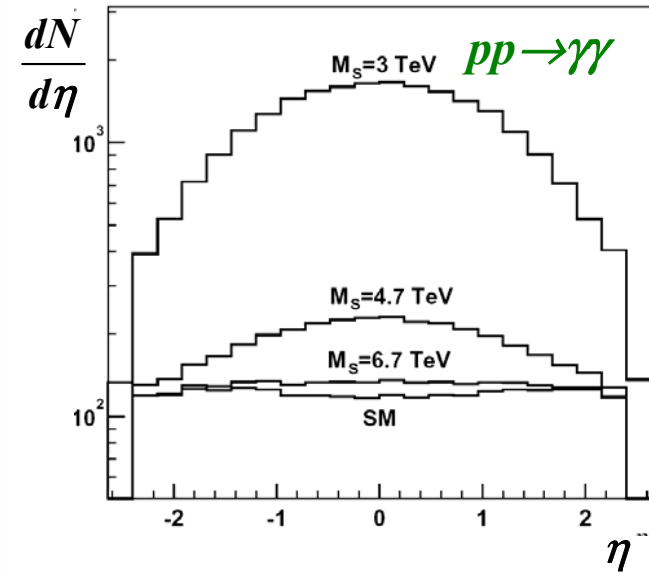 dN
dη
pp→γγ
M_S=3 TeV
10^3
M_S=4.7 TeV
M_S=6.7 TeV
10^2
SM
-2 -1 0 1 2
η